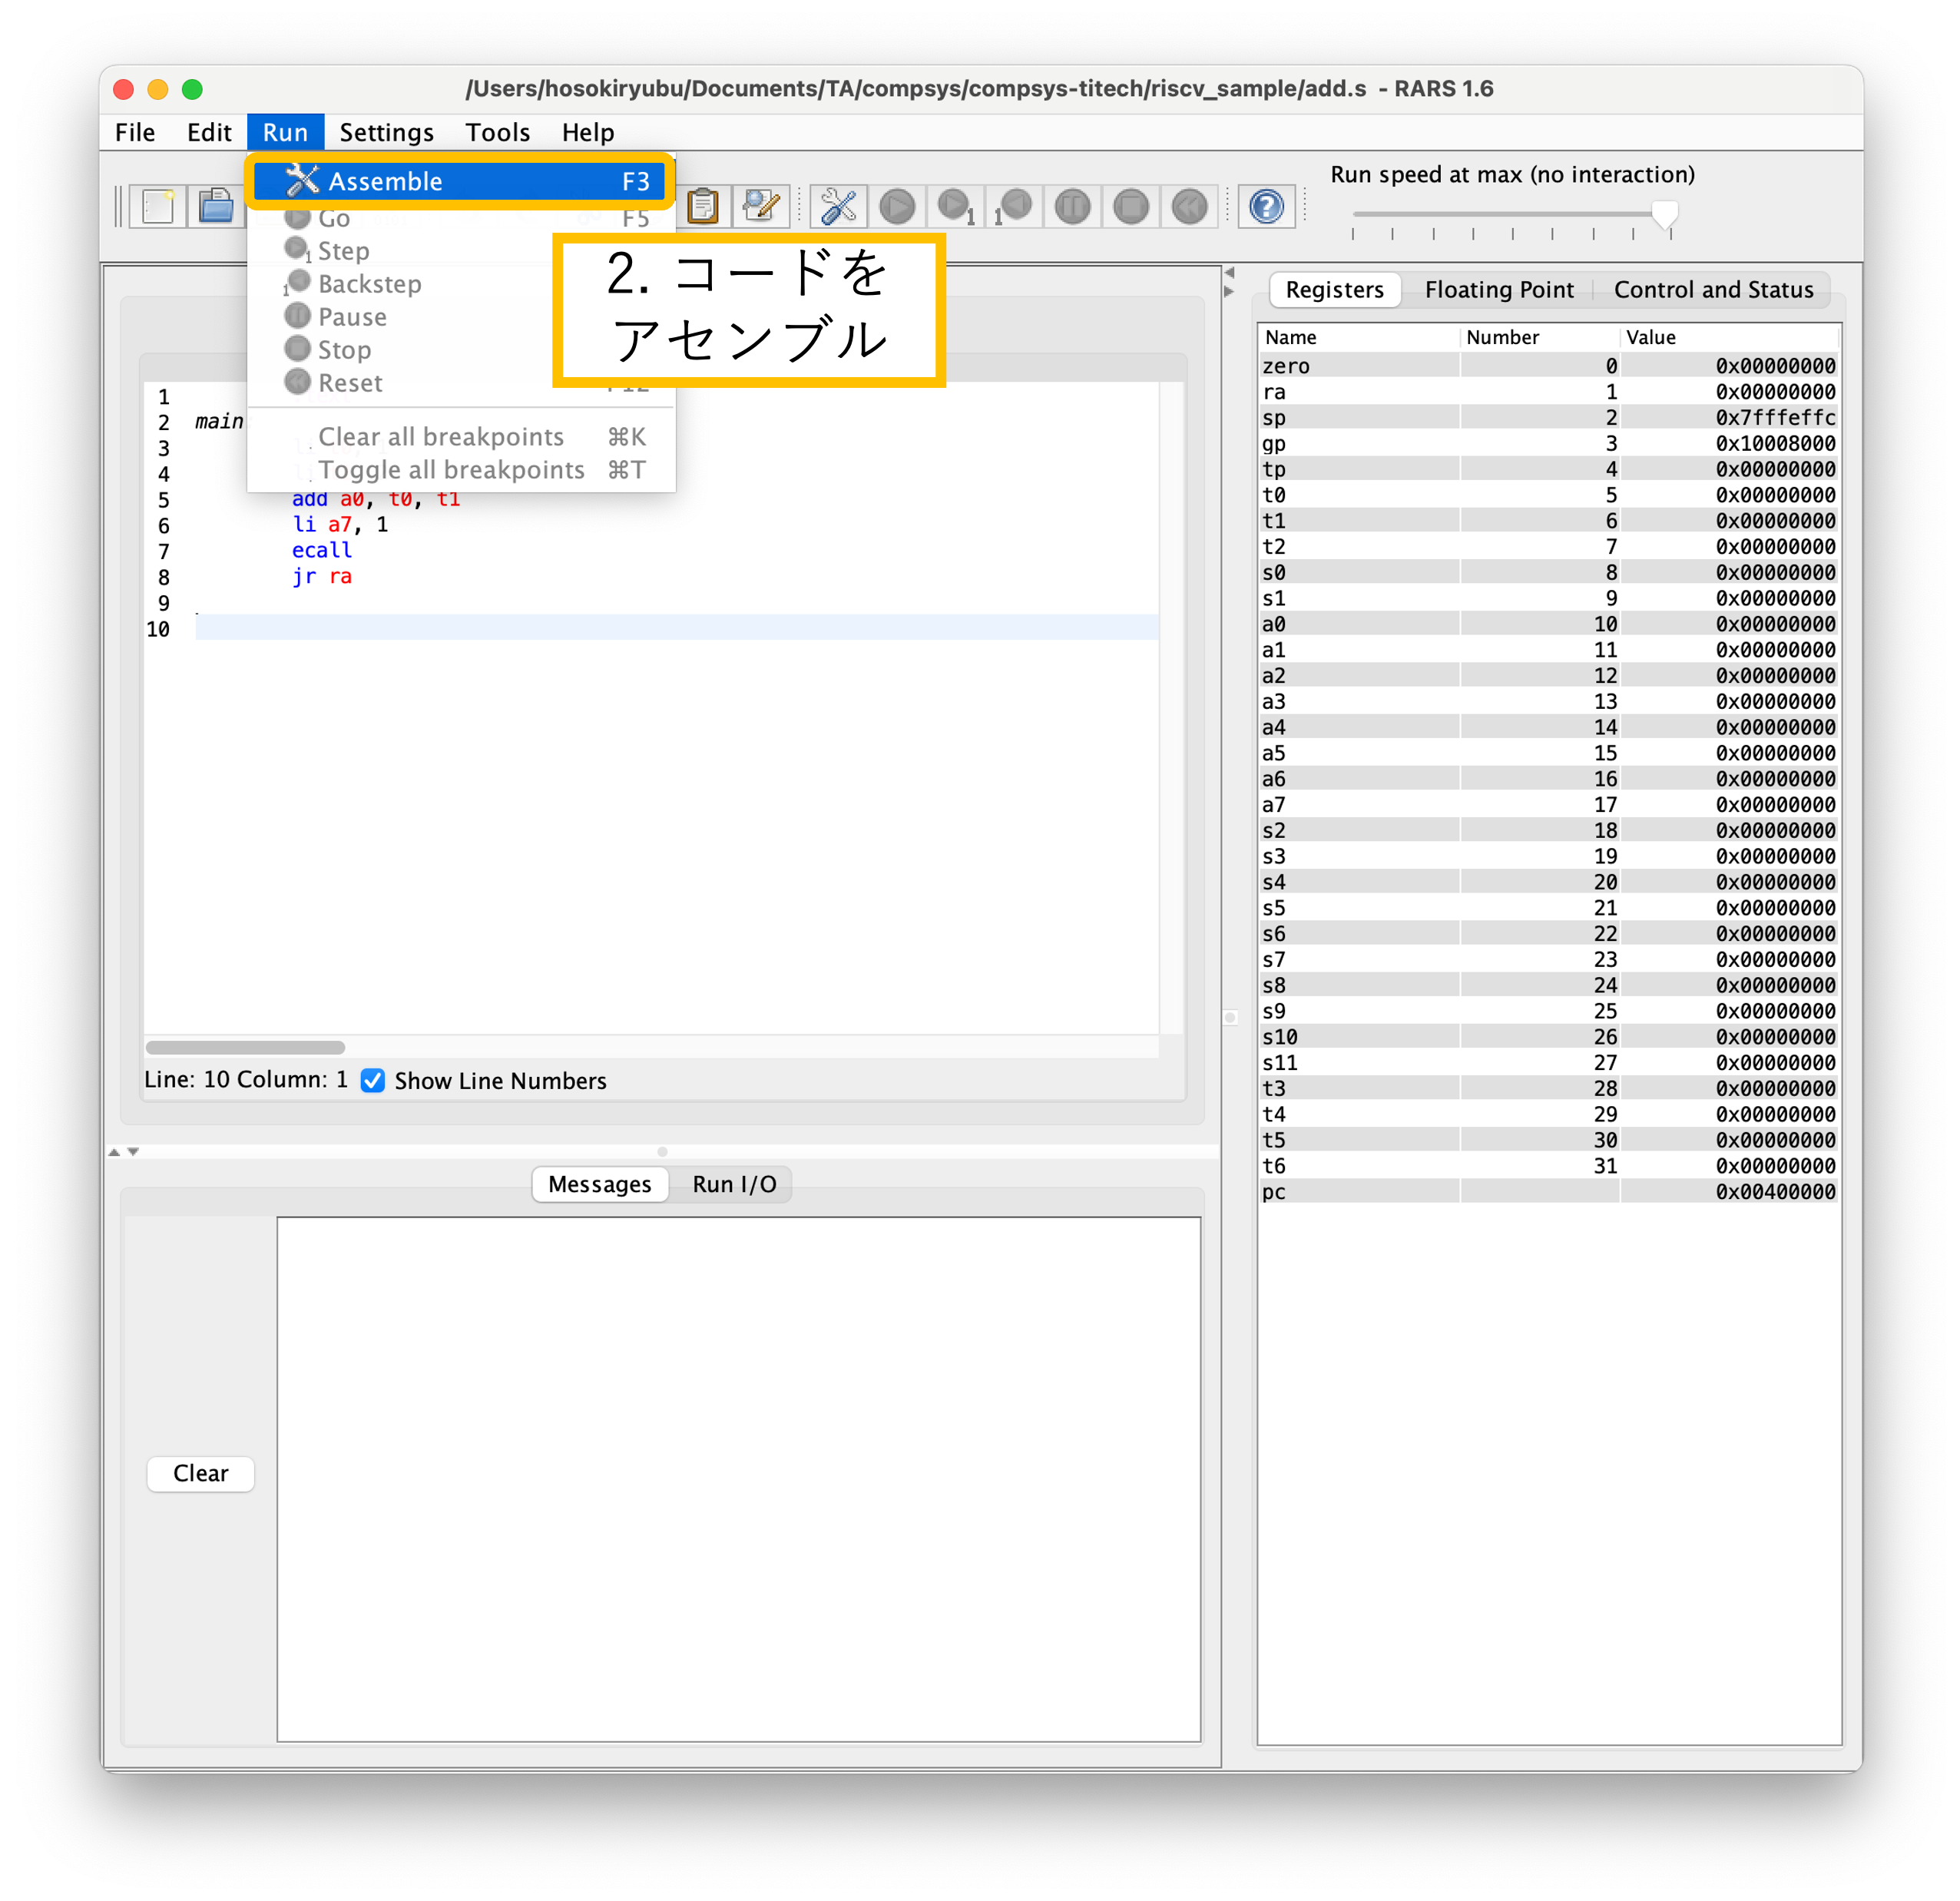 /Users/hosokiryubu/Documents/TA/compsys/compsys-titech/riscv_sample/add.s - RARS 1.6
File Edit Run Settings Tools Help
Assemble F3
Go F5
Step
Backstep
Pause
Stop
Reset
Clear all breakpoints ⌘K
Toggle all breakpoints ⌘T
2. コードを
アセンブル
Run speed at max (no interaction)
1
2 main
3
4
5 add a0, t0, t1
6 li a7, 1
7 ecall
8 jr ra
9
10
Line: 10 Column: 1 Show Line Numbers
Messages Run I/O
Clear
Registers Floating Point Control and Status
Name Number Value
zero 0 0x00000000
ra 1 0x00000000
sp 2 0x7fffeffc
gp 3 0x10008000
tp 4 0x00000000
t0 5 0x00000000
t1 6 0x00000000
t2 7 0x00000000
s0 8 0x00000000
s1 9 0x00000000
a0 10 0x00000000
a1 11 0x00000000
a2 12 0x00000000
a3 13 0x00000000
a4 14 0x00000000
a5 15 0x00000000
a6 16 0x00000000
a7 17 0x00000000
s2 18 0x00000000
s3 19 0x00000000
s4 20 0x00000000
s5 21 0x00000000
s6 22 0x00000000
s7 23 0x00000000
s8 24 0x00000000
s9 25 0x00000000
s10 26 0x00000000
s11 27 0x00000000
t3 28 0x00000000
t4 29 0x00000000
t5 30 0x00000000
t6 31 0x00000000
pc 0x00400000